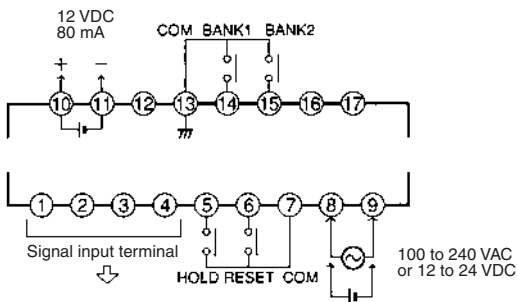 12 VDC
80 mA
COM BANK1 BANK2
+ −
10 11 12 13 14 15 16 17
1 2 3 4 5 6 7 8 9
Signal input terminal
HOLD RESET COM
100 to 240 VAC
or 12 to 24 VDC